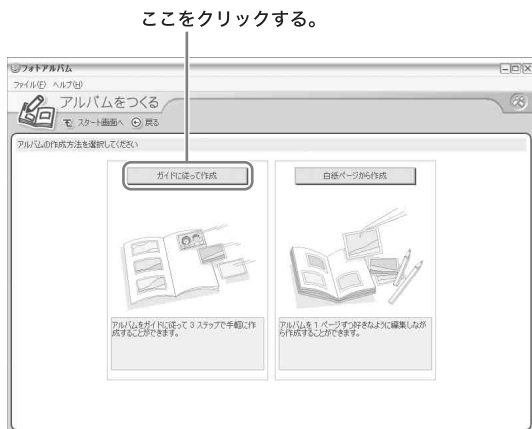 ここをクリックする。
フォトアルバム
ファイル(F) ヘルプ(H)
アルバムをつくる
スタート画面へ 戻る
アルバムの作成方法を選択してください
ガイドに従って作成
白紙ページから作成
アルバムをガイドに従って 3 ステップで手軽に作
成することができます。
アルバムを 1 ページずつ好きなように編集しなが
ら作成することができます。